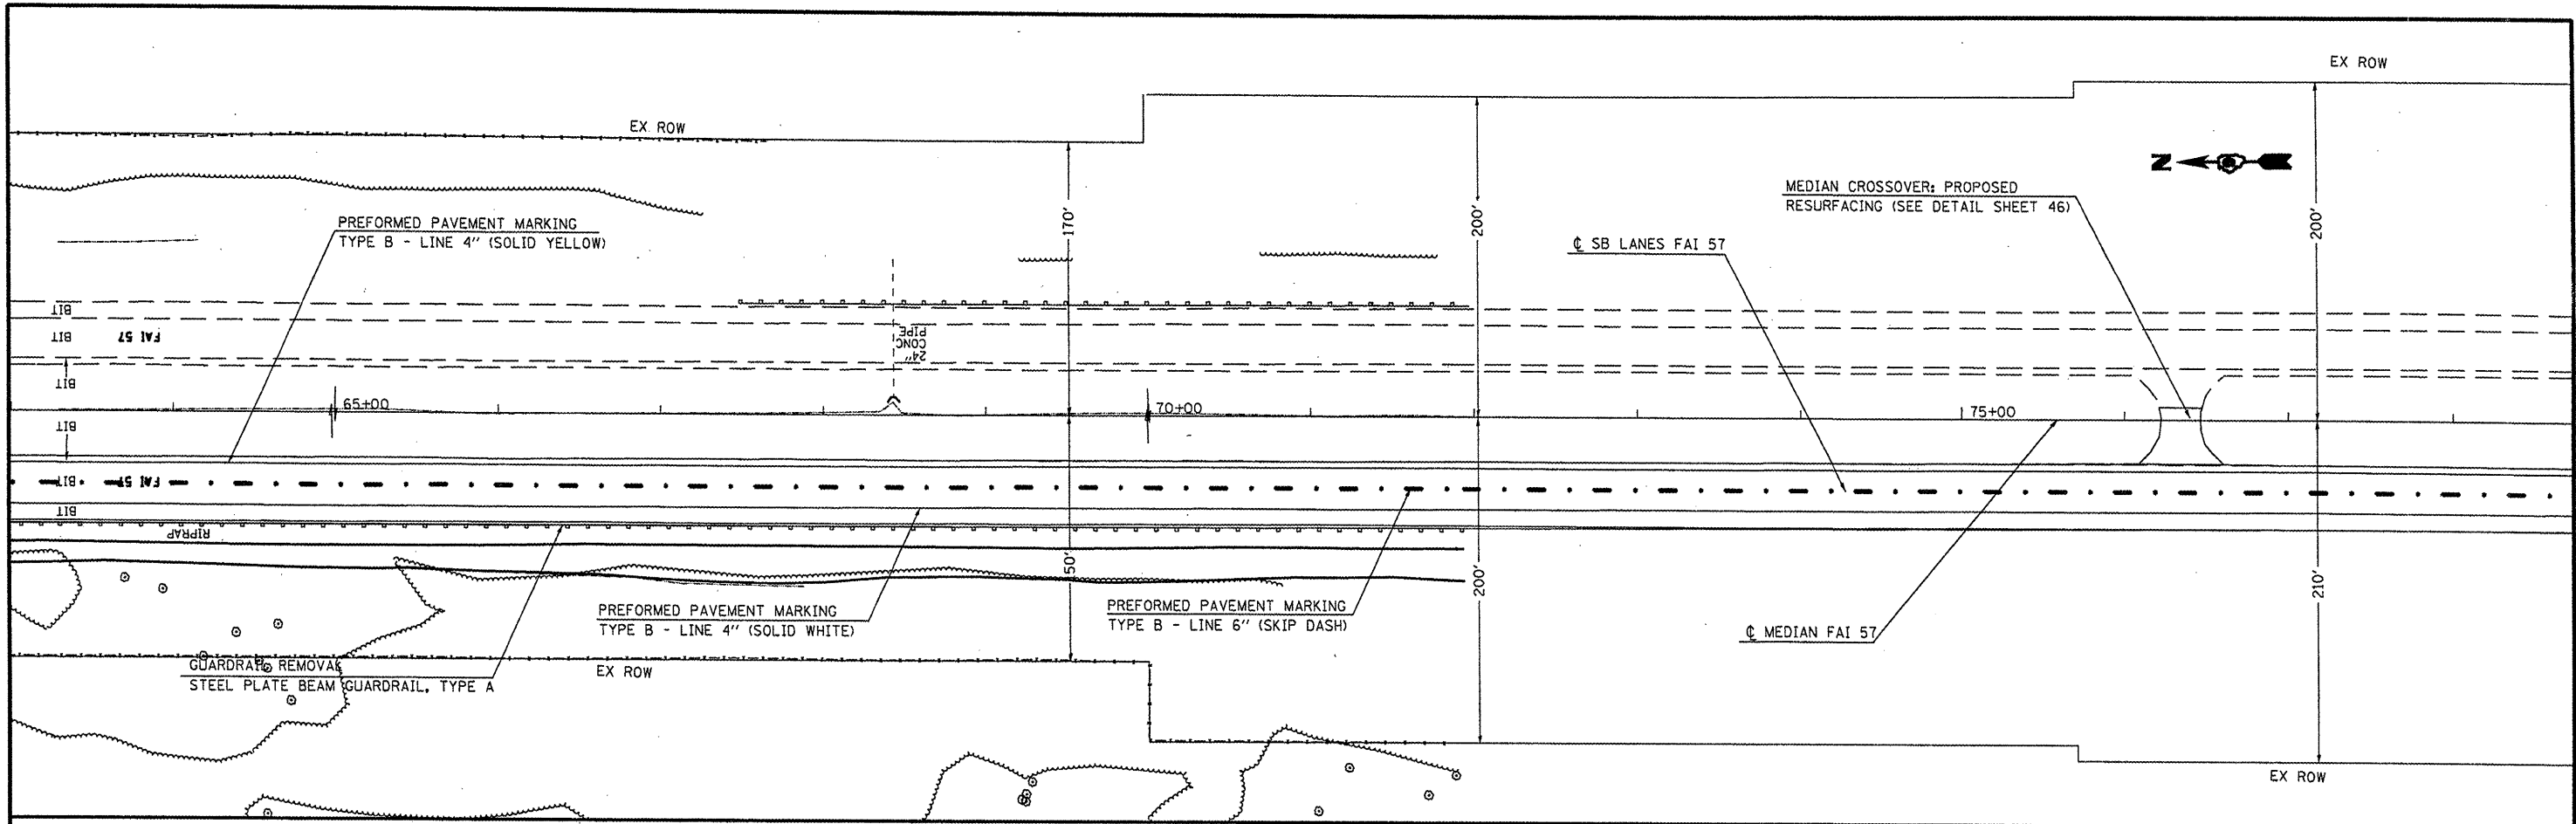 EX ROW
EX ROW
N
MEDIAN CROSSOVER: PROPOSED
RESURFACING (SEE DETAIL SHEET 46)
PREFORMED PAVEMENT MARKING
TYPE B - LINE 4" (SOLID YELLOW)
170'
200'
200'
℄ SB LANES FAI 57
BIT
BIT
FAI 57
24"
CONC
PIPE
BIT
65+00
70+00
75+00
BIT
BIT
FAI 57
BIT
RIPRAP
50'
200'
210'
PREFORMED PAVEMENT MARKING
TYPE B - LINE 4" (SOLID WHITE)
PREFORMED PAVEMENT MARKING
TYPE B - LINE 6" (SKIP DASH)
℄ MEDIAN FAI 57
GUARDRAIL REMOVAL
STEEL PLATE BEAM GUARDRAIL, TYPE A
EX ROW
EX ROW